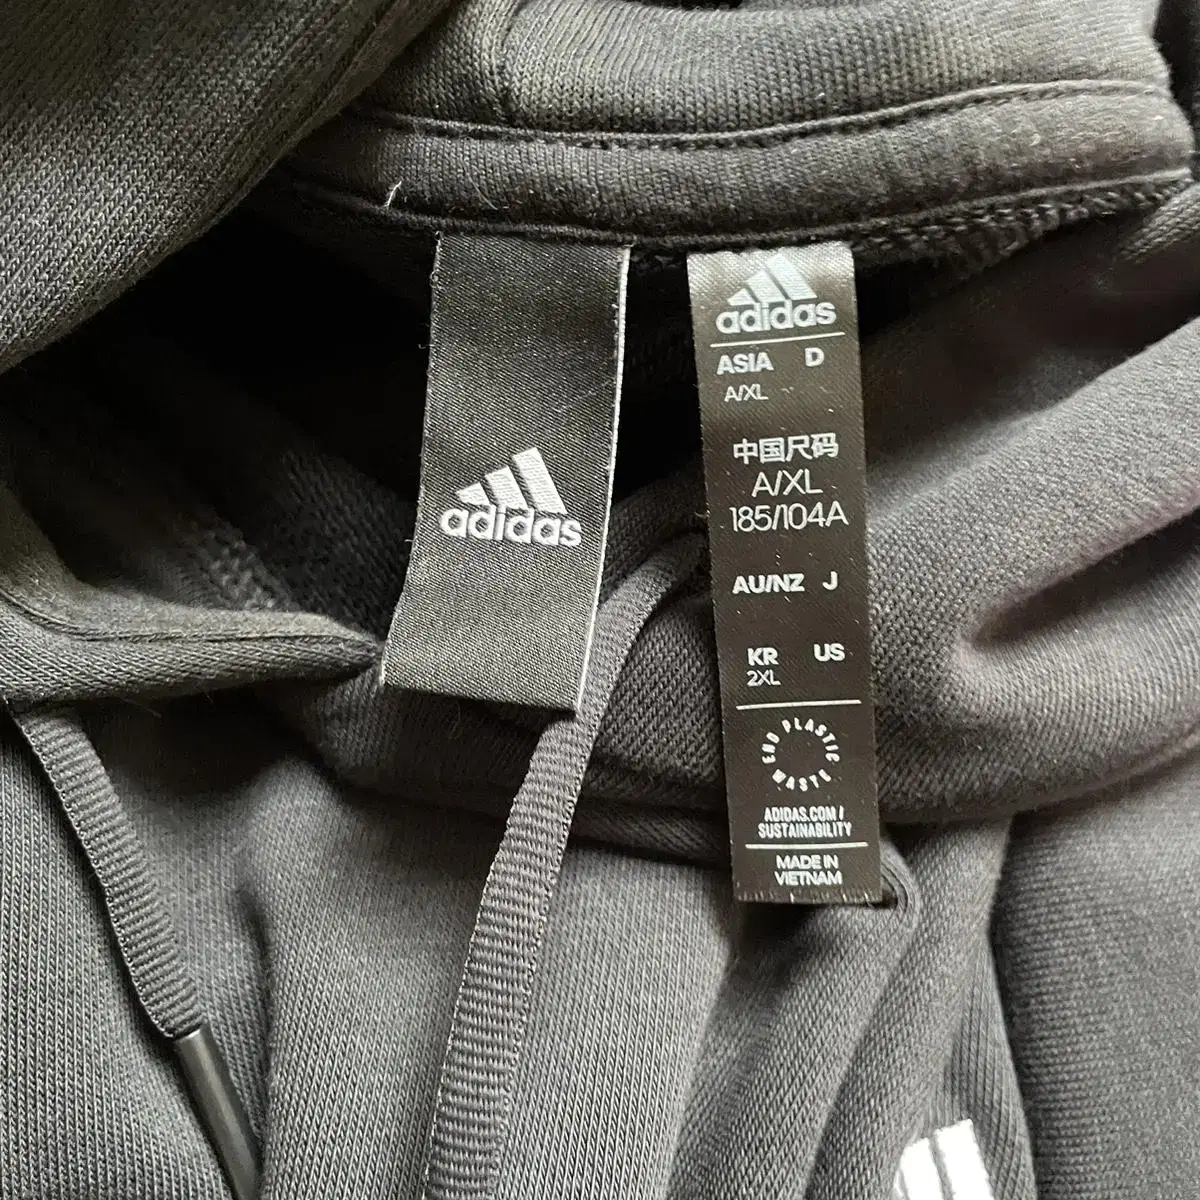 adidas
adidas
ASIA D
A/XL
中国尺码
A/XL
185/104A
AU/NZ J
KR US
2XL
END PLASTIC WASTE
ADIDAS.COM/
SUSTAINABILITY
MADE IN
VIETNAM